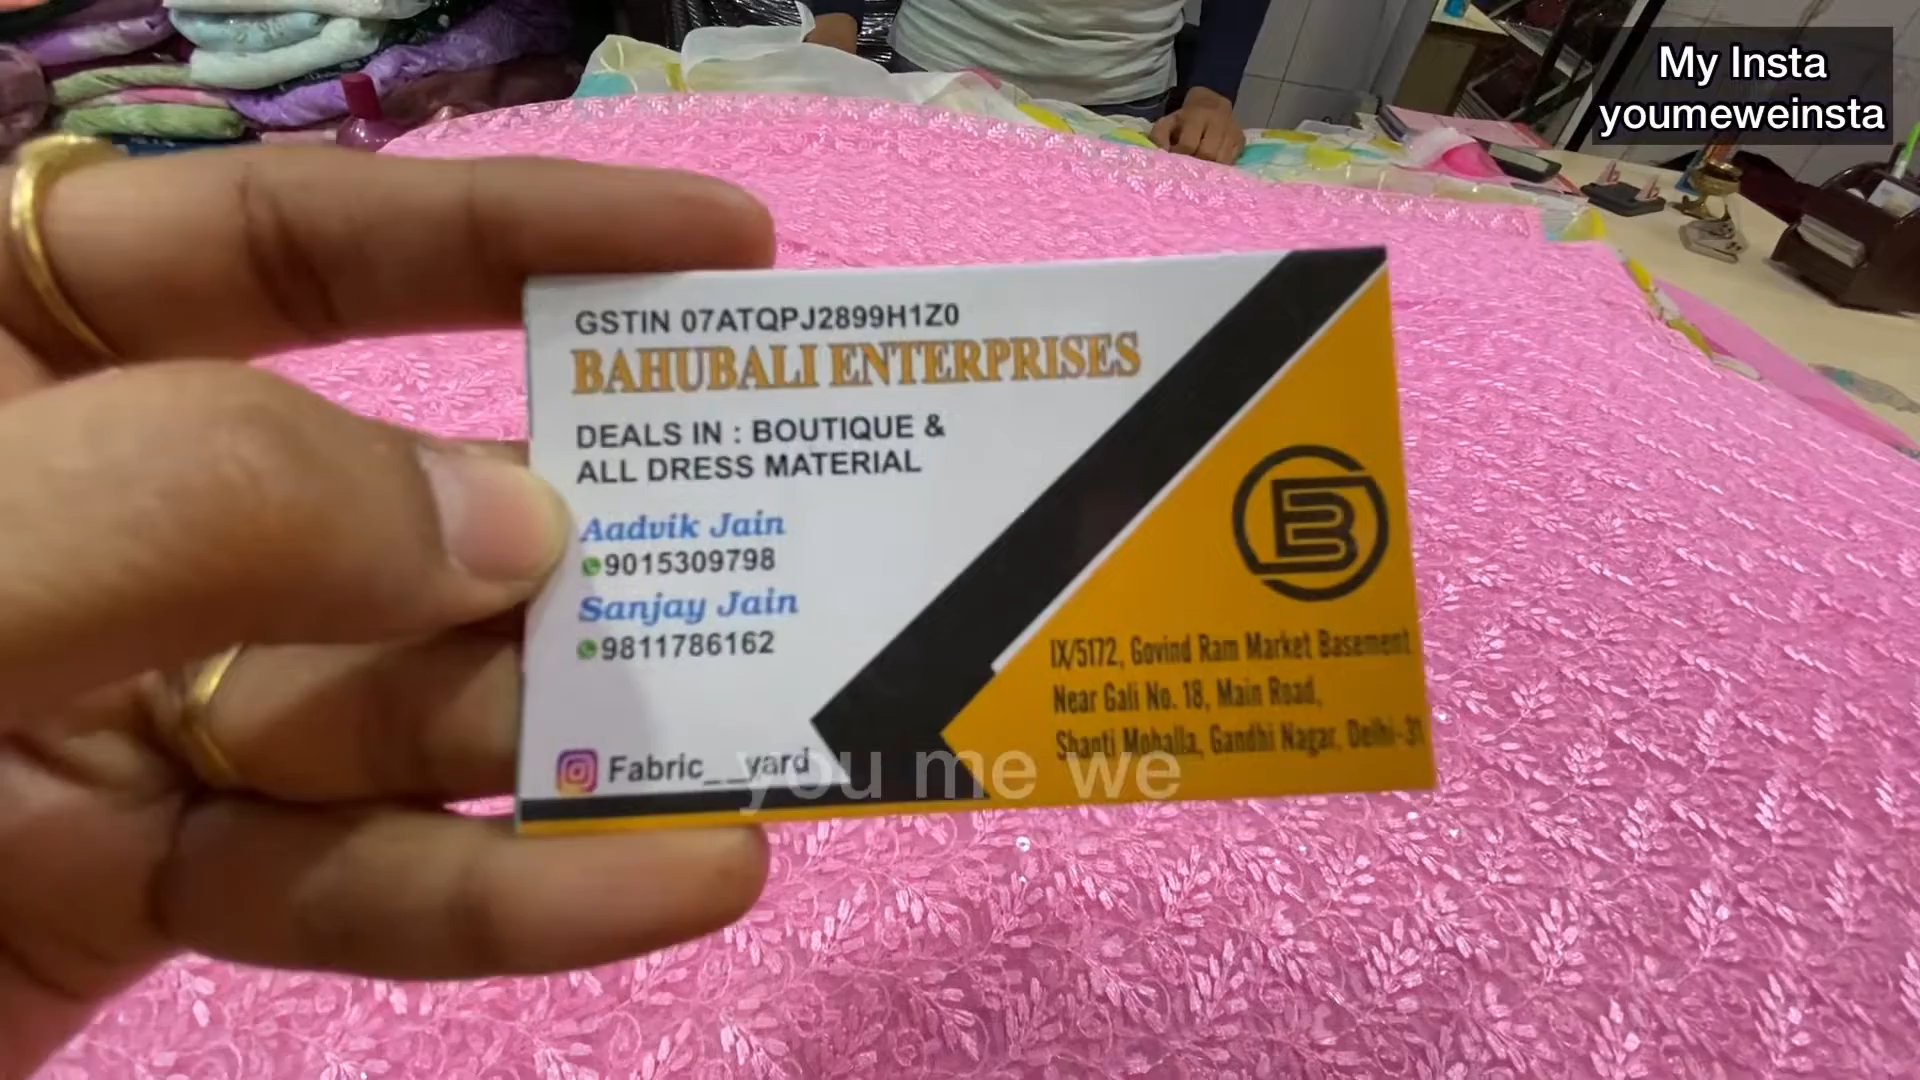 My Insta
youmeweinsta
GSTIN 07ATQPJ2899H1Z0
BAHUBALI ENTERPRISES
DEALS IN : BOUTIQUE &
ALL DRESS MATERIAL
Aadvik Jain
9015309798
Sanjay Jain
9811786162
Fabric__yard
B
IX/5172, Govind Ram Market Basement
Near Gali No. 18, Main Road,
Shanti Mohalla, Gandhi Nagar, Delhi-31
you me we